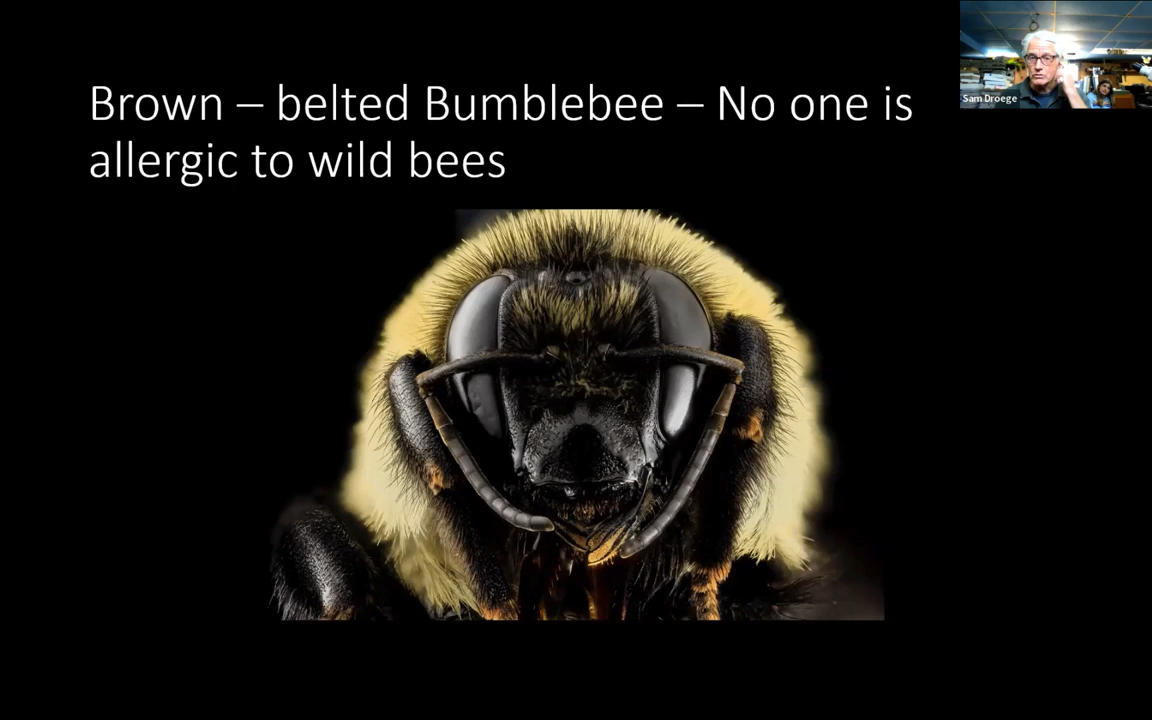 Brown – belted Bumblebee – No one is
allergic to wild bees
Sam Droege